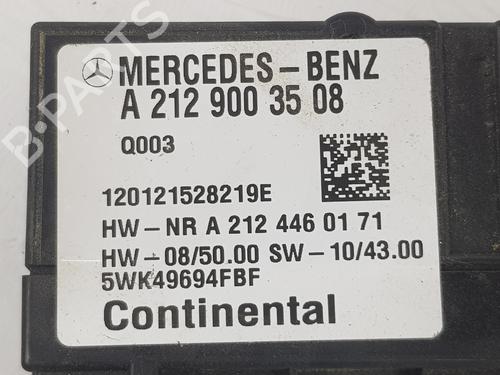 MERCEDES-BENZ
A 212 900 35 08
Q003
120121528219E
HW-NR A 212 446 01 71
HW-08/50.00 SW-10/43.00
5WK49694FBF
Continental
B-PARTS